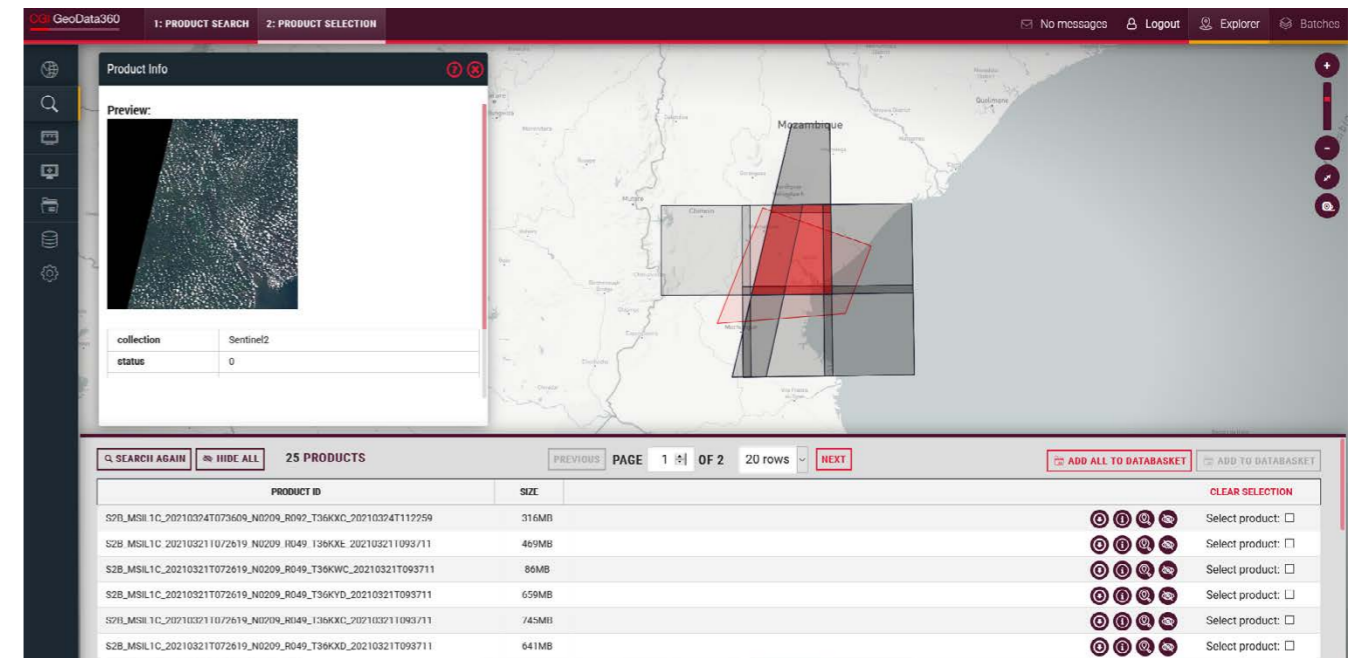 CGI GeoData360
1: PRODUCT SEARCH 2: PRODUCT SELECTION
No messages Logout Explorer Batches
Product Info
Preview:
collection Sentinel2
status 0
Mozambique
Quelimane
Mutare
Chimoio
SEARCH AGAIN HIDE ALL 25 PRODUCTS
PREVIOUS PAGE 1 OF 2 20 rows NEXT
ADD ALL TO DATABASKET ADD TO DATABASKET
PRODUCT ID SIZE CLEAR SELECTION
S2B_MSIL1C_20210324T073609_N0209_R092_T36KXC_20210324T112259 316MB Select product:
S2B_MSIL1C_20210321T072619_N0209_R049_T36KXE_20210321T093711 469MB Select product:
S2B_MSIL1C_20210321T072619_N0209_R049_T36KWC_20210321T093711 86MB Select product:
S2B_MSIL1C_20210321T072619_N0209_R049_T36KYD_20210321T093711 659MB Select product:
S2B_MSIL1C_20210321T072619_N0209_R049_T36KXC_20210321T093711 745MB Select product:
S2B_MSIL1C_20210321T072619_N0209_R049_T36KXD_20210321T093711 641MB Select product: